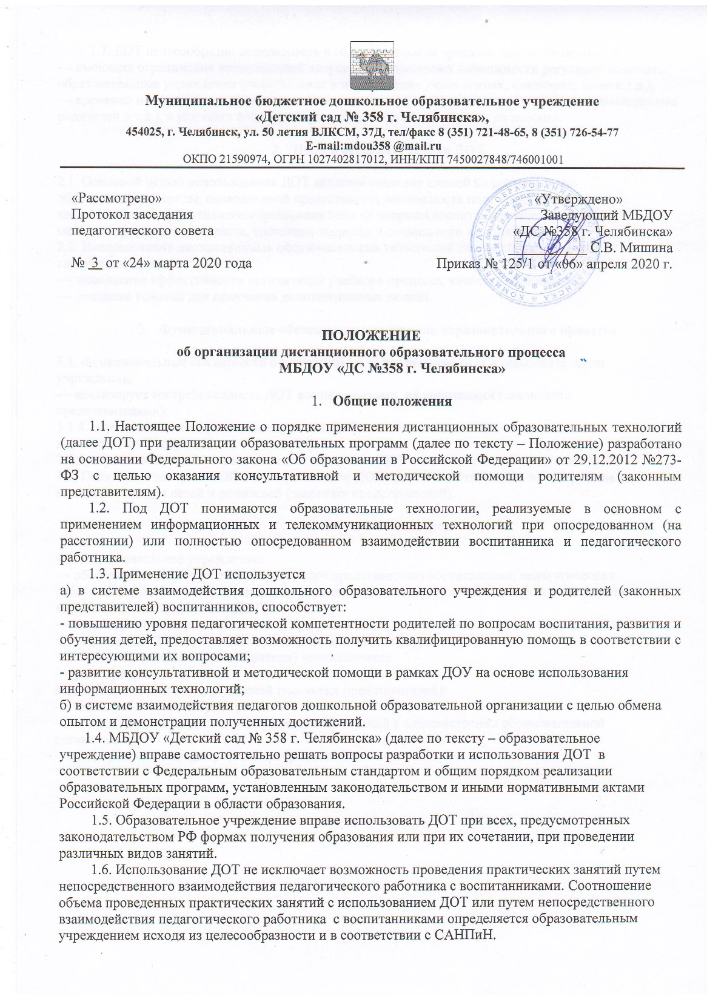 Муниципальное бюджетное дошкольное образовательное учреждение
«Детский сад № 358 г. Челябинска»,
454025, г. Челябинск, ул. 50 летия ВЛКСМ, 37Д, тел/факс 8 (351) 721-48-65, 8 (351) 726-54-77
E-mail:mdou358 @mail.ru
ОКПО 21590974, ОГРН 1027402817012, ИНН/КПП 7450027848/746001001
«Рассмотрено»
Протокол заседания
педагогического совета
№ 3 от «24» марта 2020 года
«Утверждено»
Заведующий МБДОУ
«ДС №358 г. Челябинска»
С.В. Мишина
Приказ № 125/1 от «06» апреля 2020 г.
ПОЛОЖЕНИЕ
об организации дистанционного образовательного процесса
МБДОУ «ДС №358 г. Челябинска»
1. Общие положения
1.1. Настоящее Положение о порядке применения дистанционных образовательных технологий
(далее ДОТ) при реализации образовательных программ (далее по тексту – Положение) разработано
на основании Федерального закона «Об образовании в Российской Федерации» от 29.12.2012 №273-
ФЗ с целью оказания консультативной и методической помощи родителям (законным
представителям).
1.2. Под ДОТ понимаются образовательные технологии, реализуемые в основном с
применением информационных и телекоммуникационных технологий при опосредованном (на
расстоянии) или полностью опосредованном взаимодействии воспитанника и педагогического
работника.
1.3. Применение ДОТ используется
а) в системе взаимодействия дошкольного образовательного учреждения и родителей (законных
представителей) воспитанников, способствует:
- повышению уровня педагогической компетентности родителей по вопросам воспитания, развития и
обучения детей, предоставляет возможность получить квалифицированную помощь в соответствии с
интересующими их вопросами;
- развитие консультативной и методической помощи в рамках ДОУ на основе использования
информационных технологий;
б) в системе взаимодействия педагогов дошкольной образовательной организации с целью обмена
опытом и демонстрации полученных достижений.
1.4. МБДОУ «Детский сад № 358 г. Челябинска» (далее по тексту – образовательное
учреждение) вправе самостоятельно решать вопросы разработки и использования ДОТ в
соответствии с Федеральным образовательным стандартом и общим порядком реализации
образовательных программ, установленным законодательством и иными нормативными актами
Российской Федерации в области образования.
1.5. Образовательное учреждение вправе использовать ДОТ при всех, предусмотренных
законодательством РФ формах получения образования или при их сочетании, при проведении
различных видов занятий.
1.6. Использование ДОТ не исключает возможность проведения практических занятий путем
непосредственного взаимодействия педагогического работника с воспитанниками. Соотношение
объема проведенных практических занятий с использованием ДОТ или путем непосредственного
взаимодействия педагогического работника с воспитанниками определяется образовательным
учреждением исходя из целесообразности и в соответствии с САНПиН.